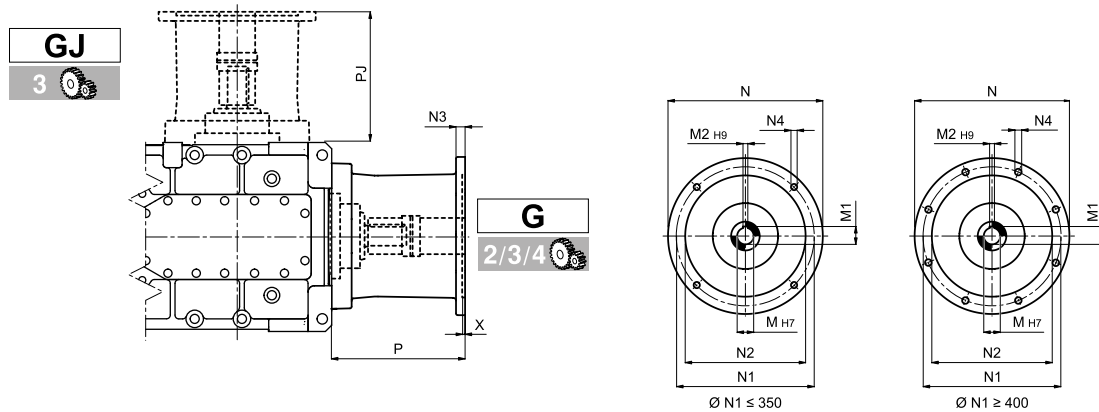 GJ
3
PJ
N3
G
2/3/4
X
P
N
M2 H9
N4
M1
M H7
N2
N1
Ø N1 ≤ 350
N
M2 H9
N4
M1
M H7
N2
N1
Ø N1 ≥ 400